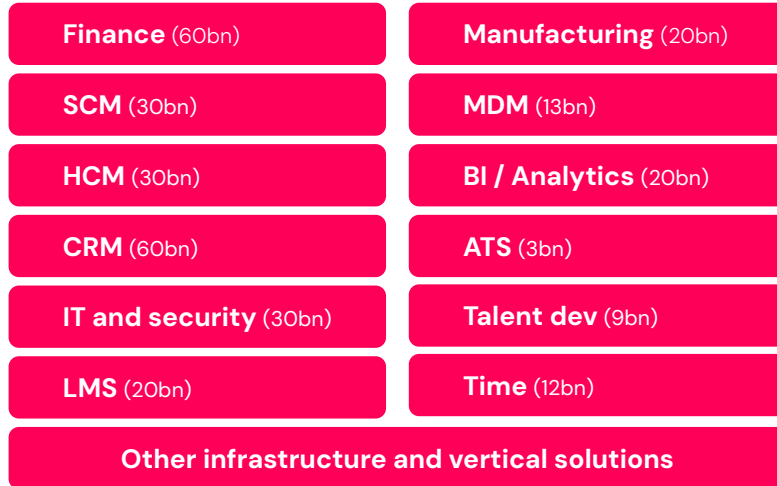 Finance (60bn)
Manufacturing (20bn)
SCM (30bn)
MDM (13bn)
HCM (30bn)
BI / Analytics (20bn)
CRM (60bn)
ATS (3bn)
IT and security (30bn)
Talent dev (9bn)
LMS (20bn)
Time (12bn)
Other infrastructure and vertical solutions